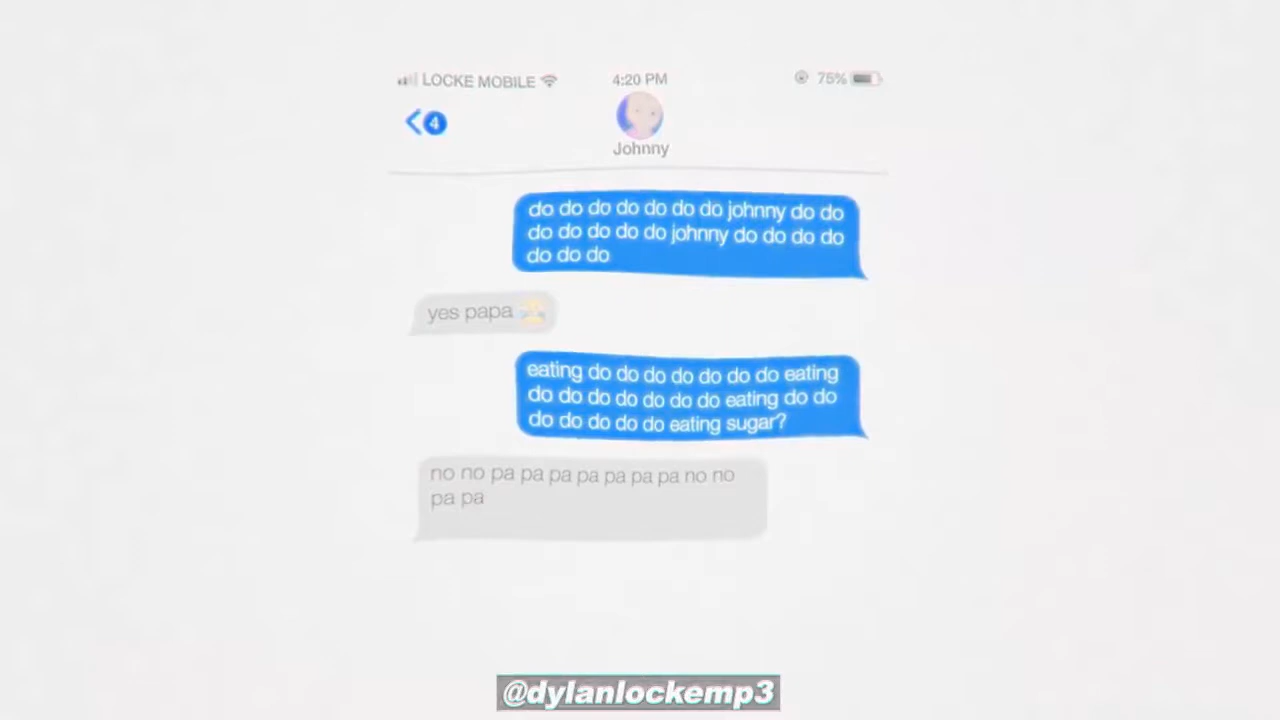 LOCKE MOBILE
4:20 PM
75%
4
Johnny
do do do do do do do johnny do do
do do do do do johnny do do do do
do do do
yes papa
eating do do do do do do do eating
do do do do do do do eating do do
do do do do do eating sugar?
no no pa pa pa pa pa pa pa no no
pa pa
@dylanlockemp3